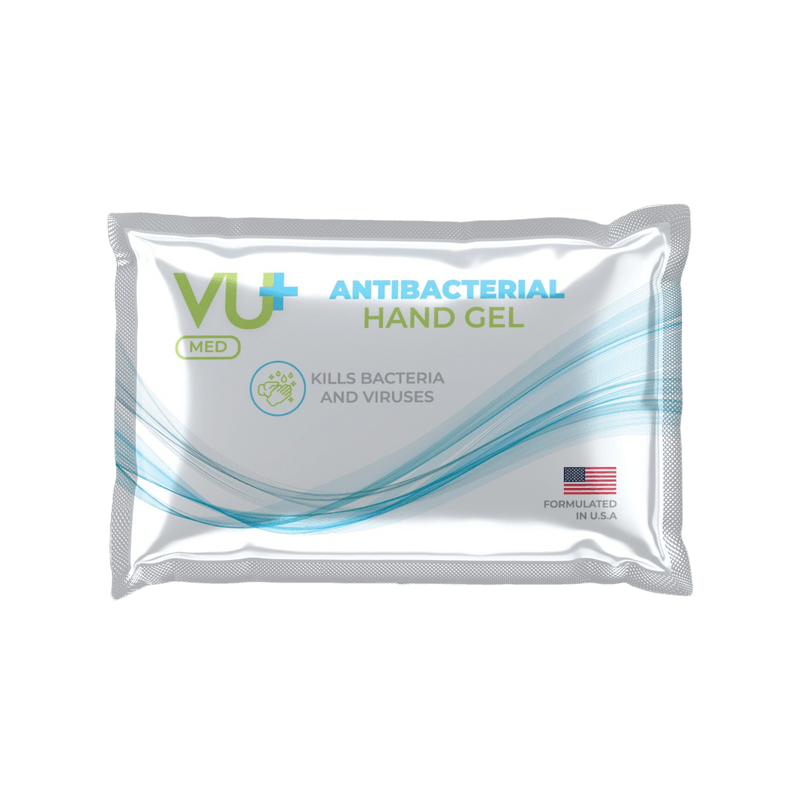 VU+
MED
ANTIBACTERIAL
HAND GEL
KILLS BACTERIA
AND VIRUSES
FORMULATED
IN U.S.A